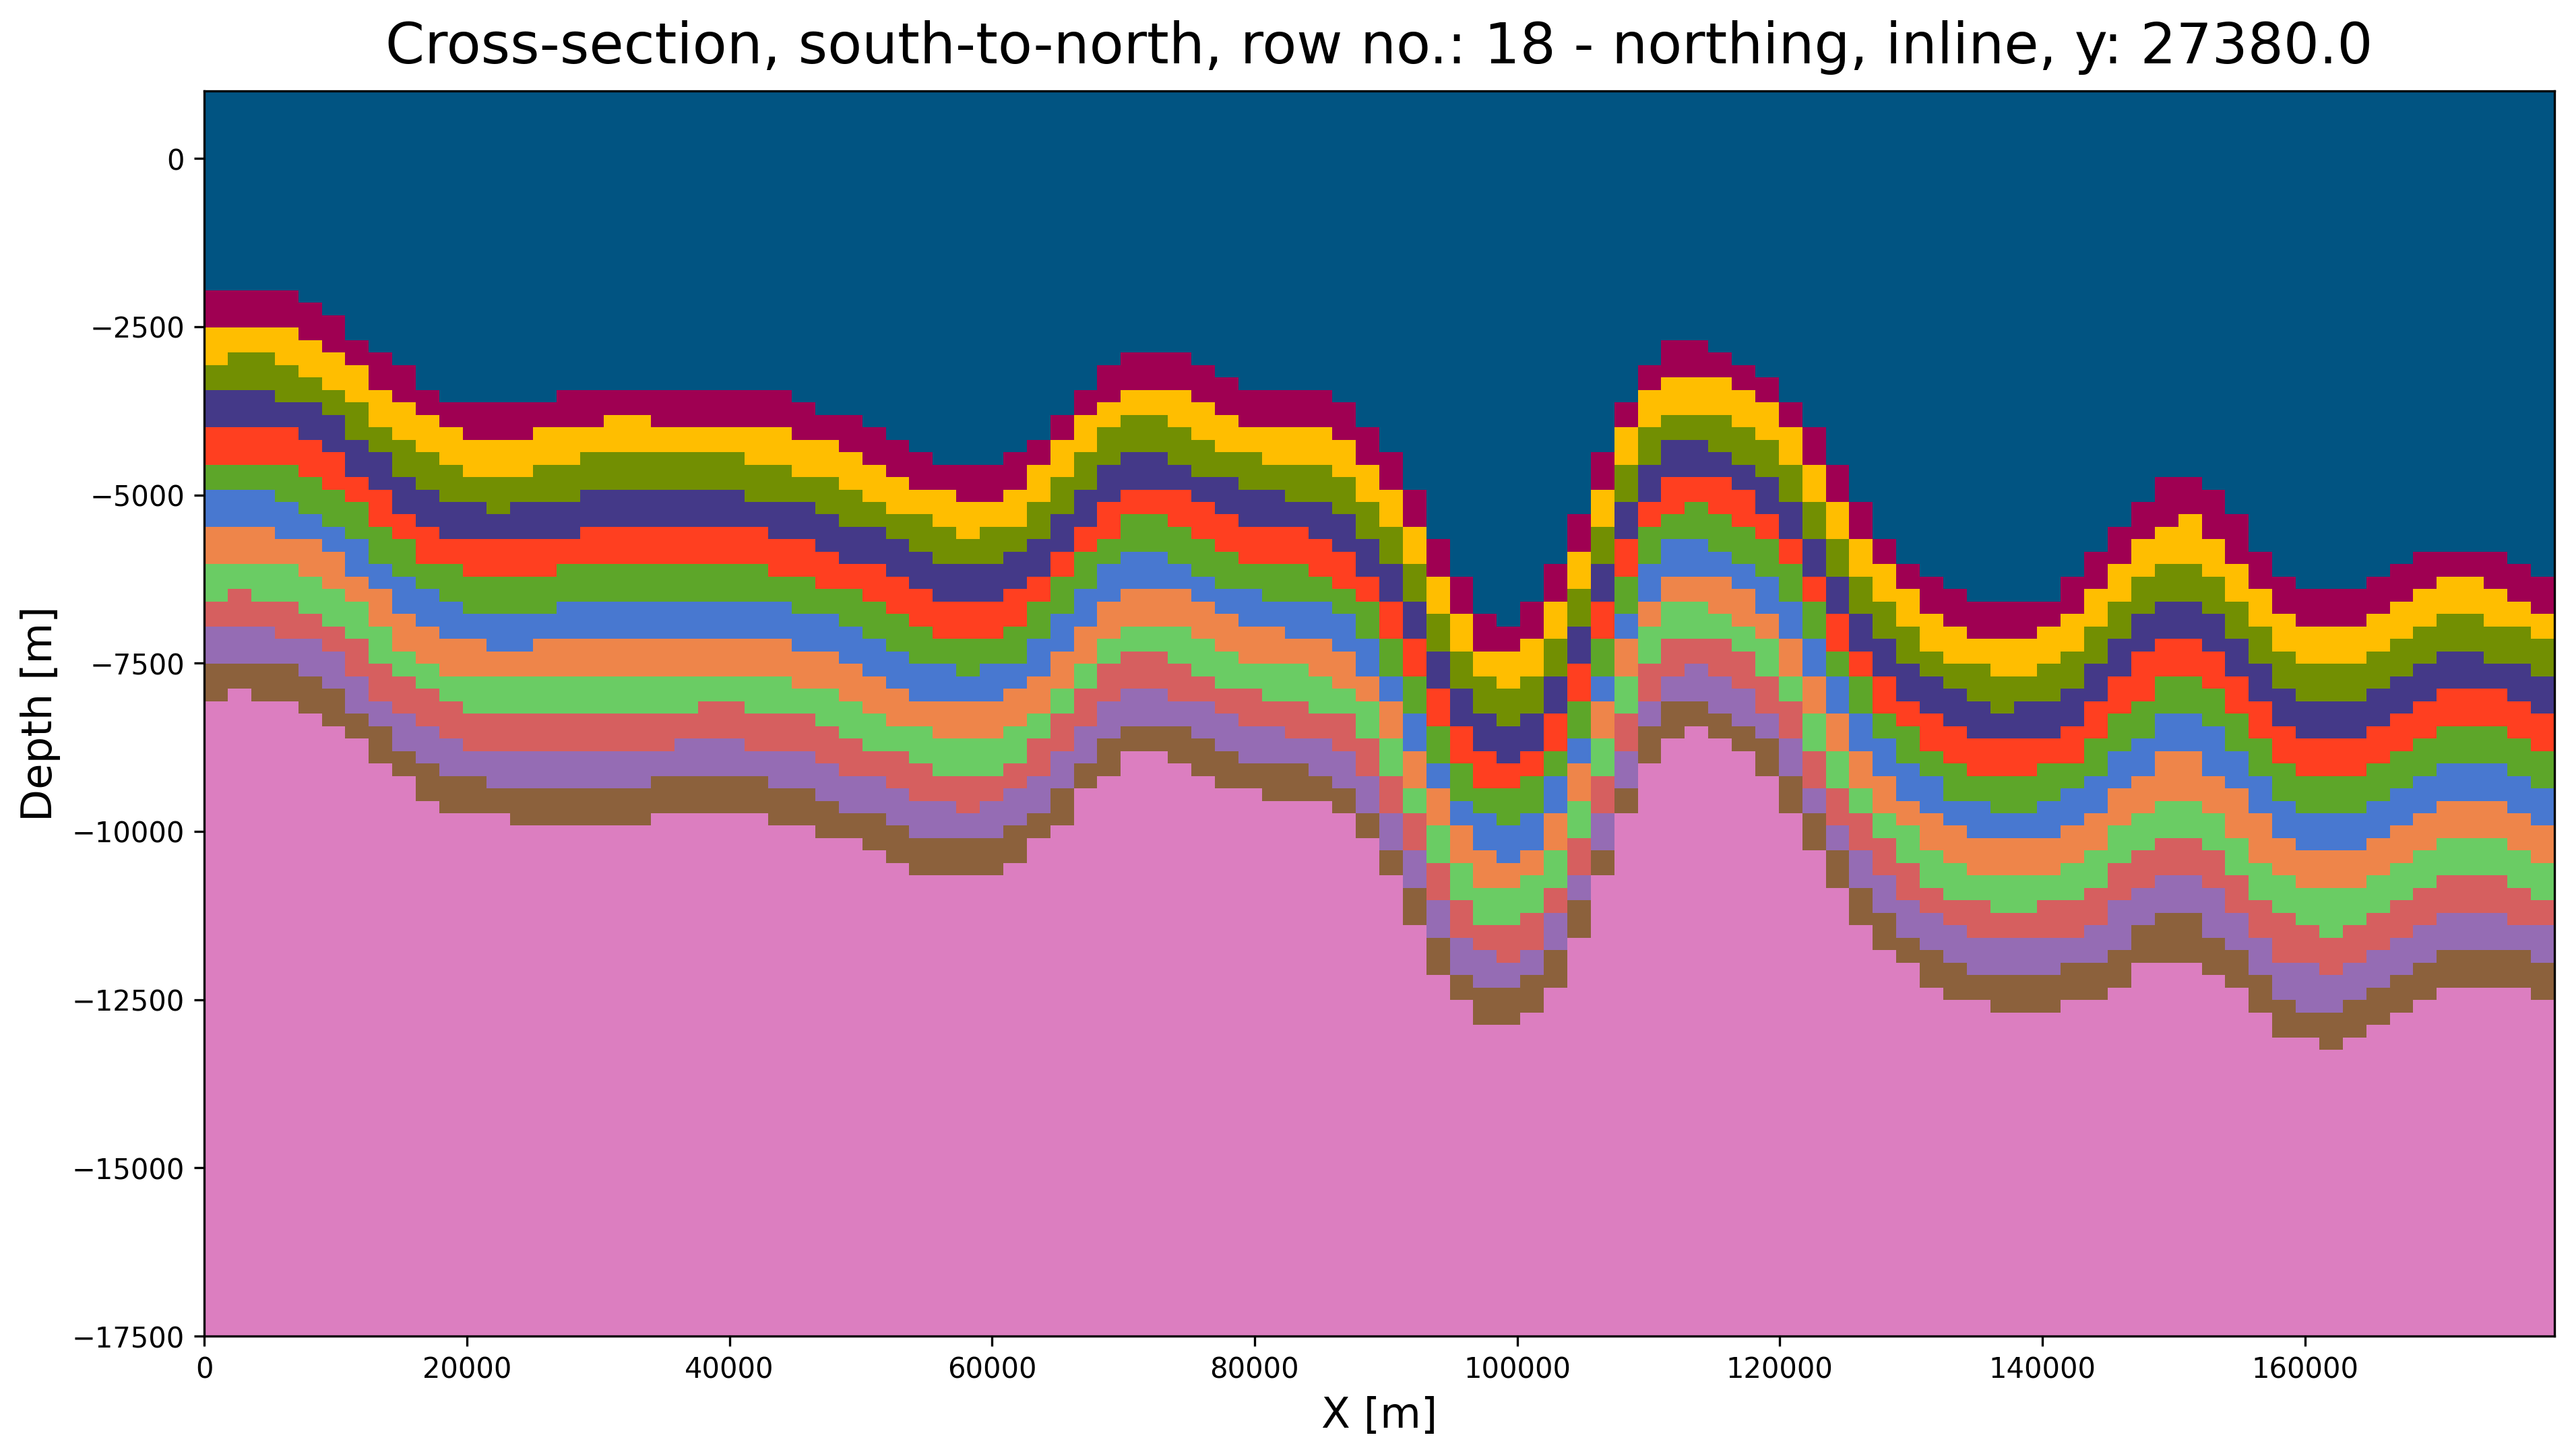 Cross-section, south-to-north, row no.: 18 - northing, inline, y: 27380.0
0
−2500
−5000
−7500
−10000
−12500
−15000
−17500
Depth [m]
0 20000 40000 60000 80000 100000 120000 140000 160000
X [m]